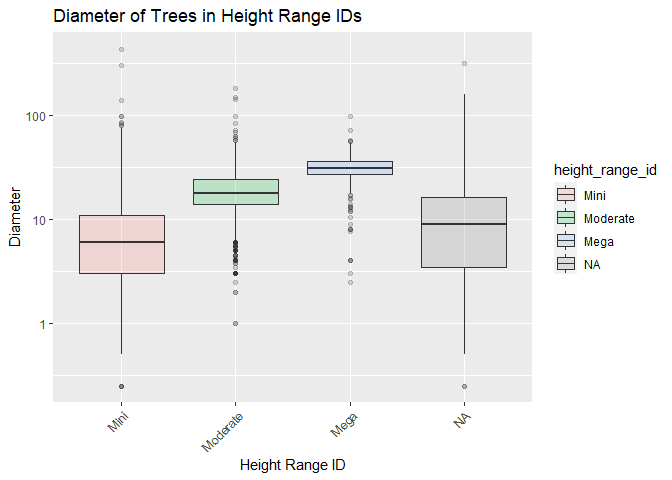 Diameter of Trees in Height Range IDs
Diameter
100
10
1
Mini
Moderate
Mega
NA
Height Range ID
height_range_id
Mini
Moderate
Mega
NA